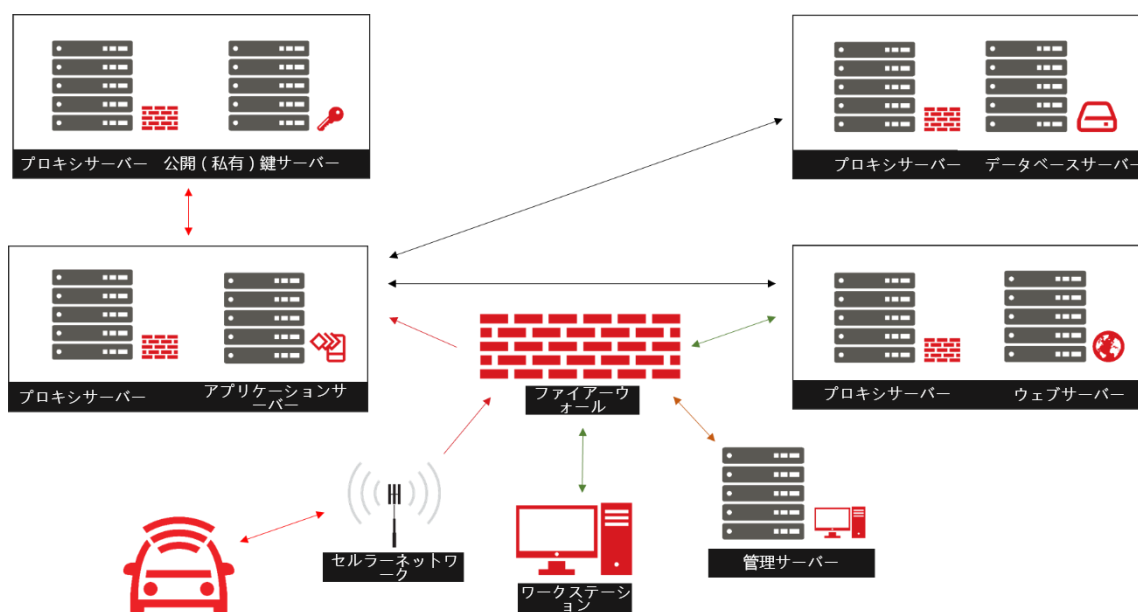 プロキシサーバー 公開 ( 私有 ) 鍵サーバー
プロキシサーバー データベースサーバー
プロキシサーバー アプリケーションサ
ーバー
プロキシサーバー ウェブサーバー
ファイアーウ
ォール
セルラーネットワ
ーク
ワークステーシ
ョン
管理サーバー